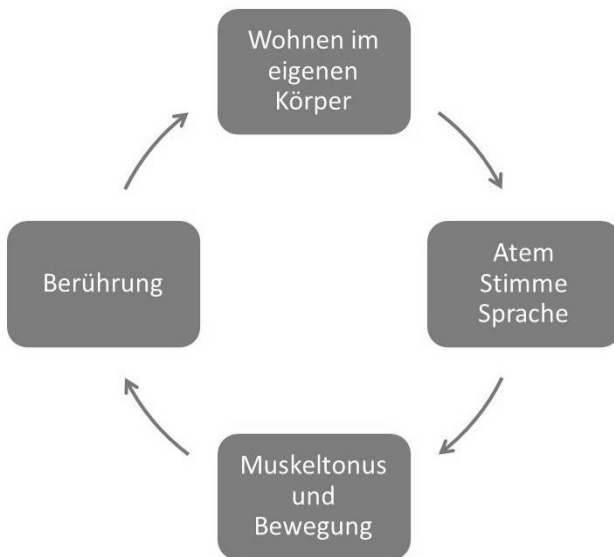 Wohnen im
eigenen
Körper
Atem
Stimme
Sprache
Muskeltonus
und
Bewegung
Berührung